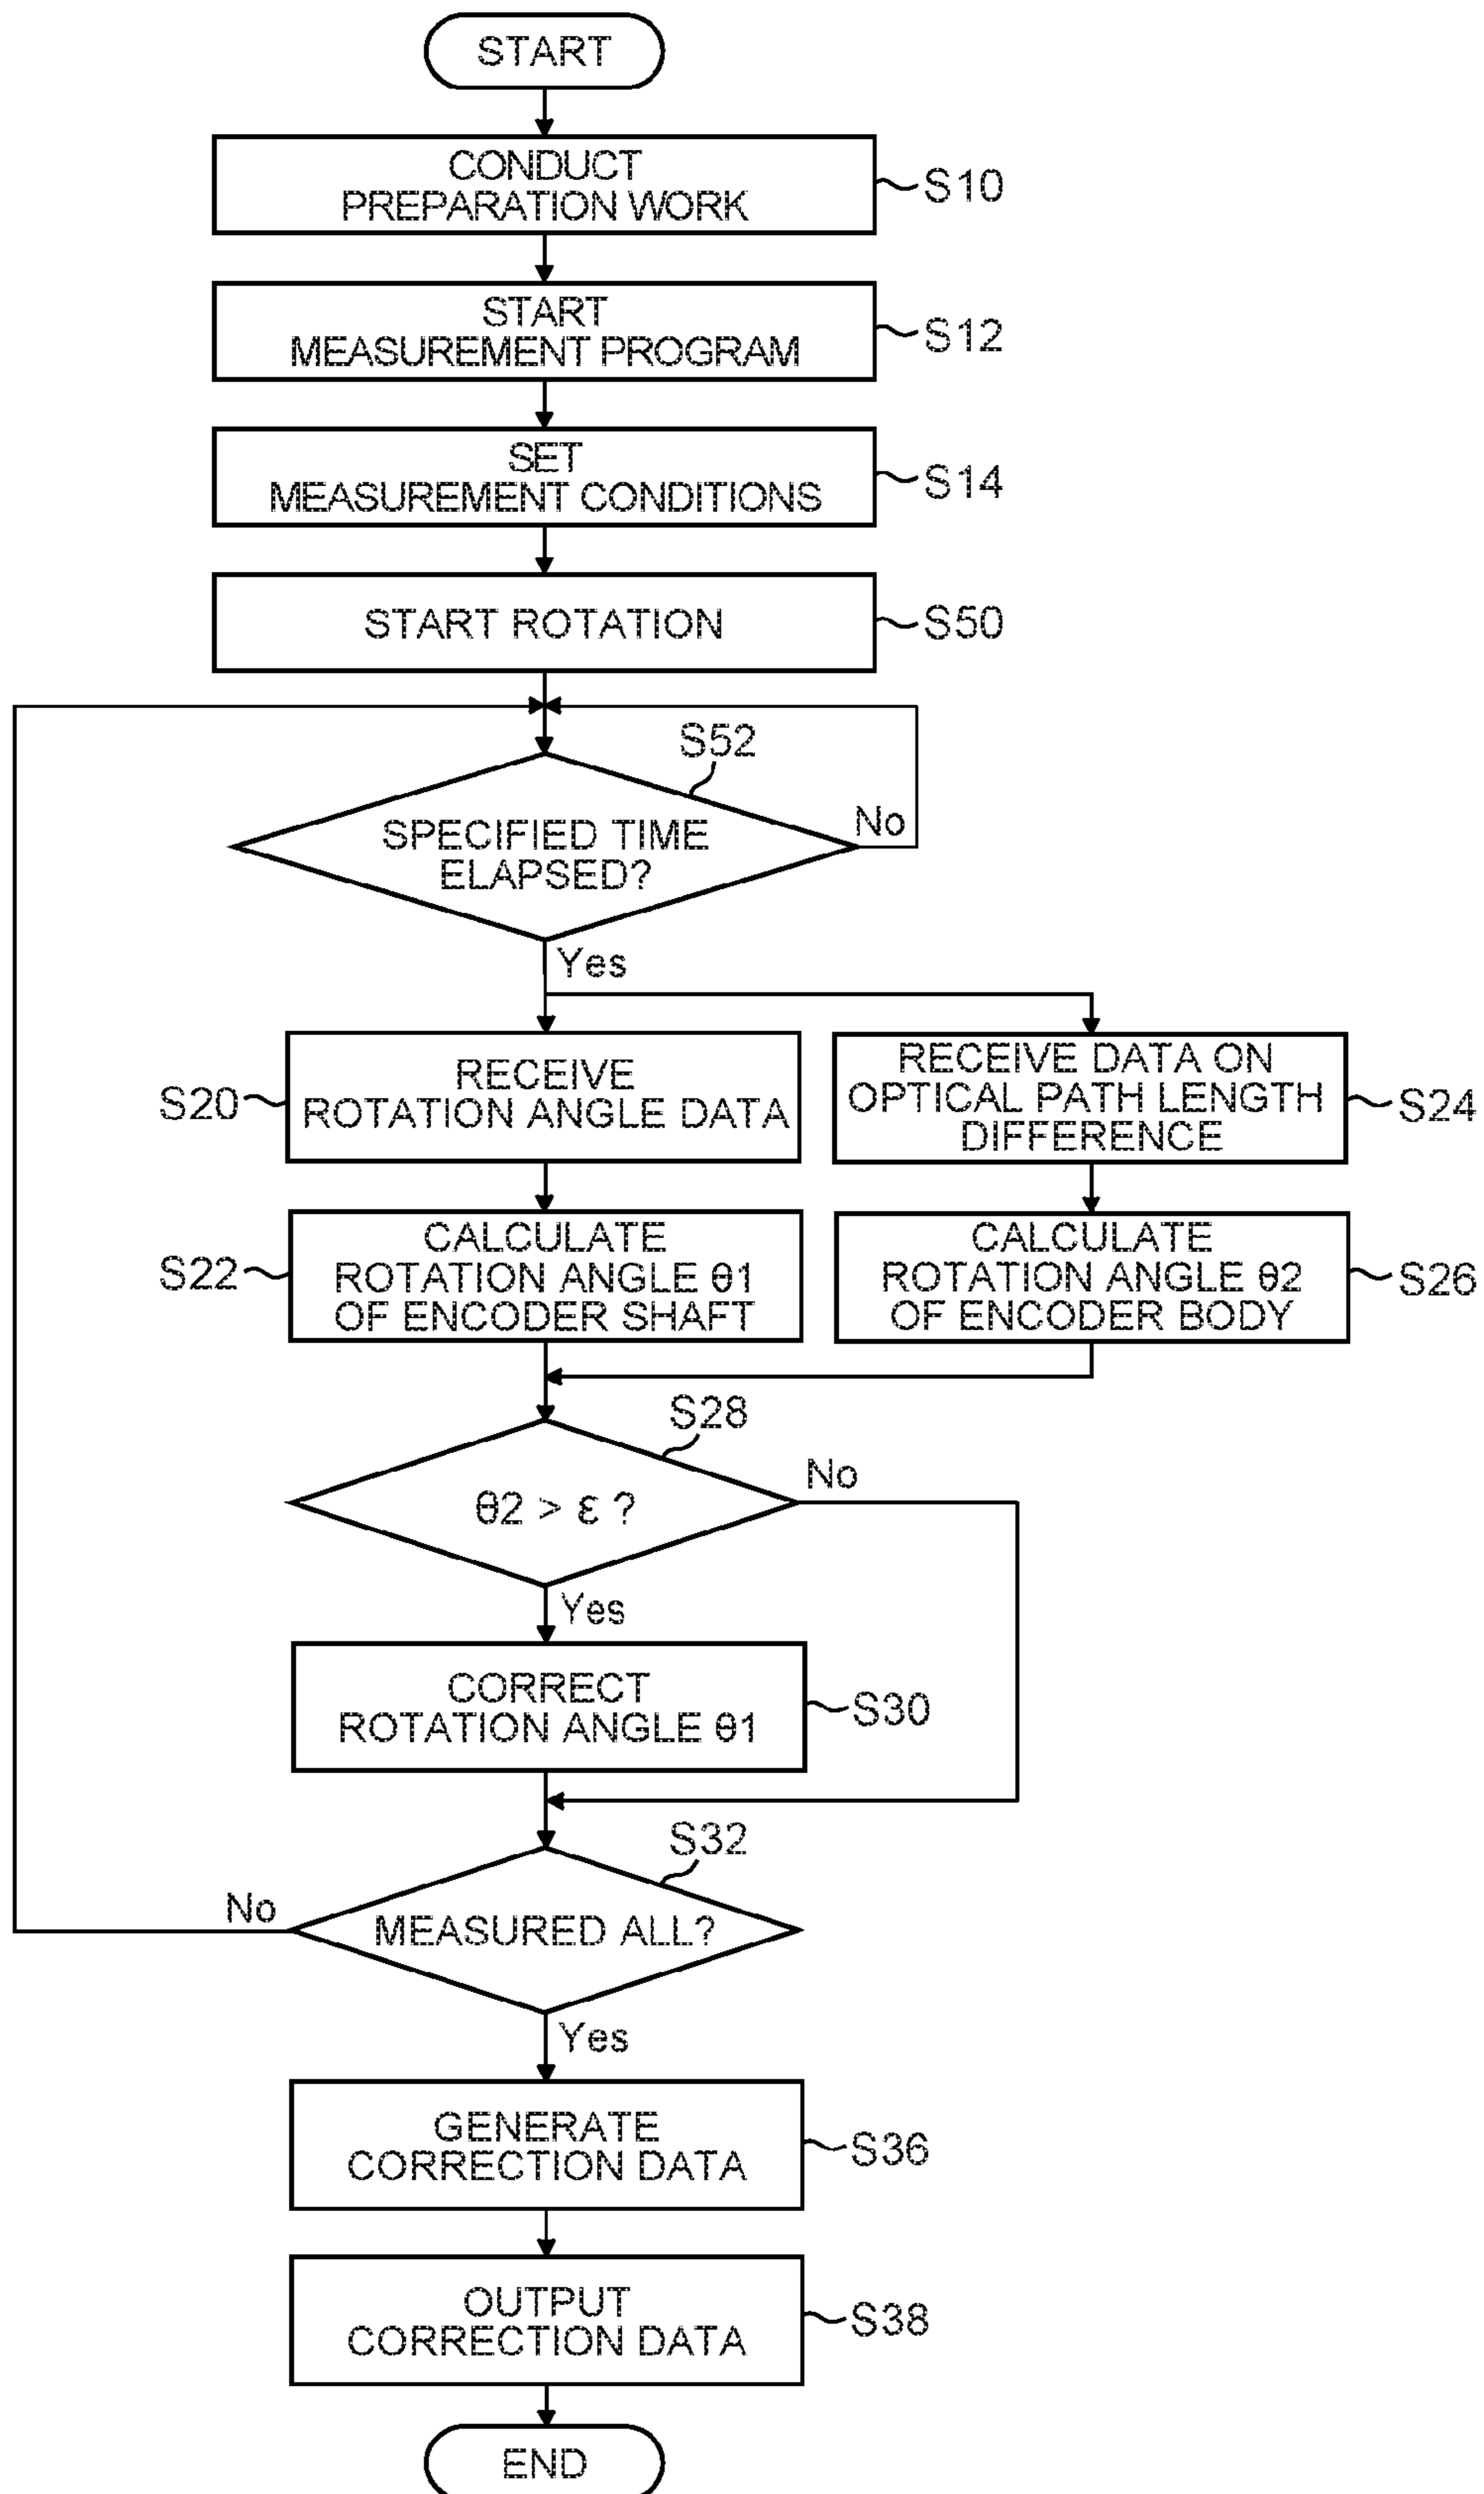 START
CONDUCT
PREPARATION WORK
S10
START
MEASUREMENT PROGRAM
S12
SET
MEASUREMENT CONDITIONS
S14
START ROTATION
S50
S52
SPECIFIED TIME
ELAPSED?
No
Yes
RECEIVE
ROTATION ANGLE DATA
S20
RECEIVE DATA ON
OPTICAL PATH LENGTH
DIFFERENCE
S24
CALCULATE
ROTATION ANGLE θ1
OF ENCODER SHAFT
S22
CALCULATE
ROTATION ANGLE θ2
OF ENCODER BODY
S26
S28
θ2 > ε ?
No
Yes
CORRECT
ROTATION ANGLE θ1
S30
S32
MEASURED ALL?
No
Yes
GENERATE
CORRECTION DATA
S36
OUTPUT
CORRECTION DATA
S38
END